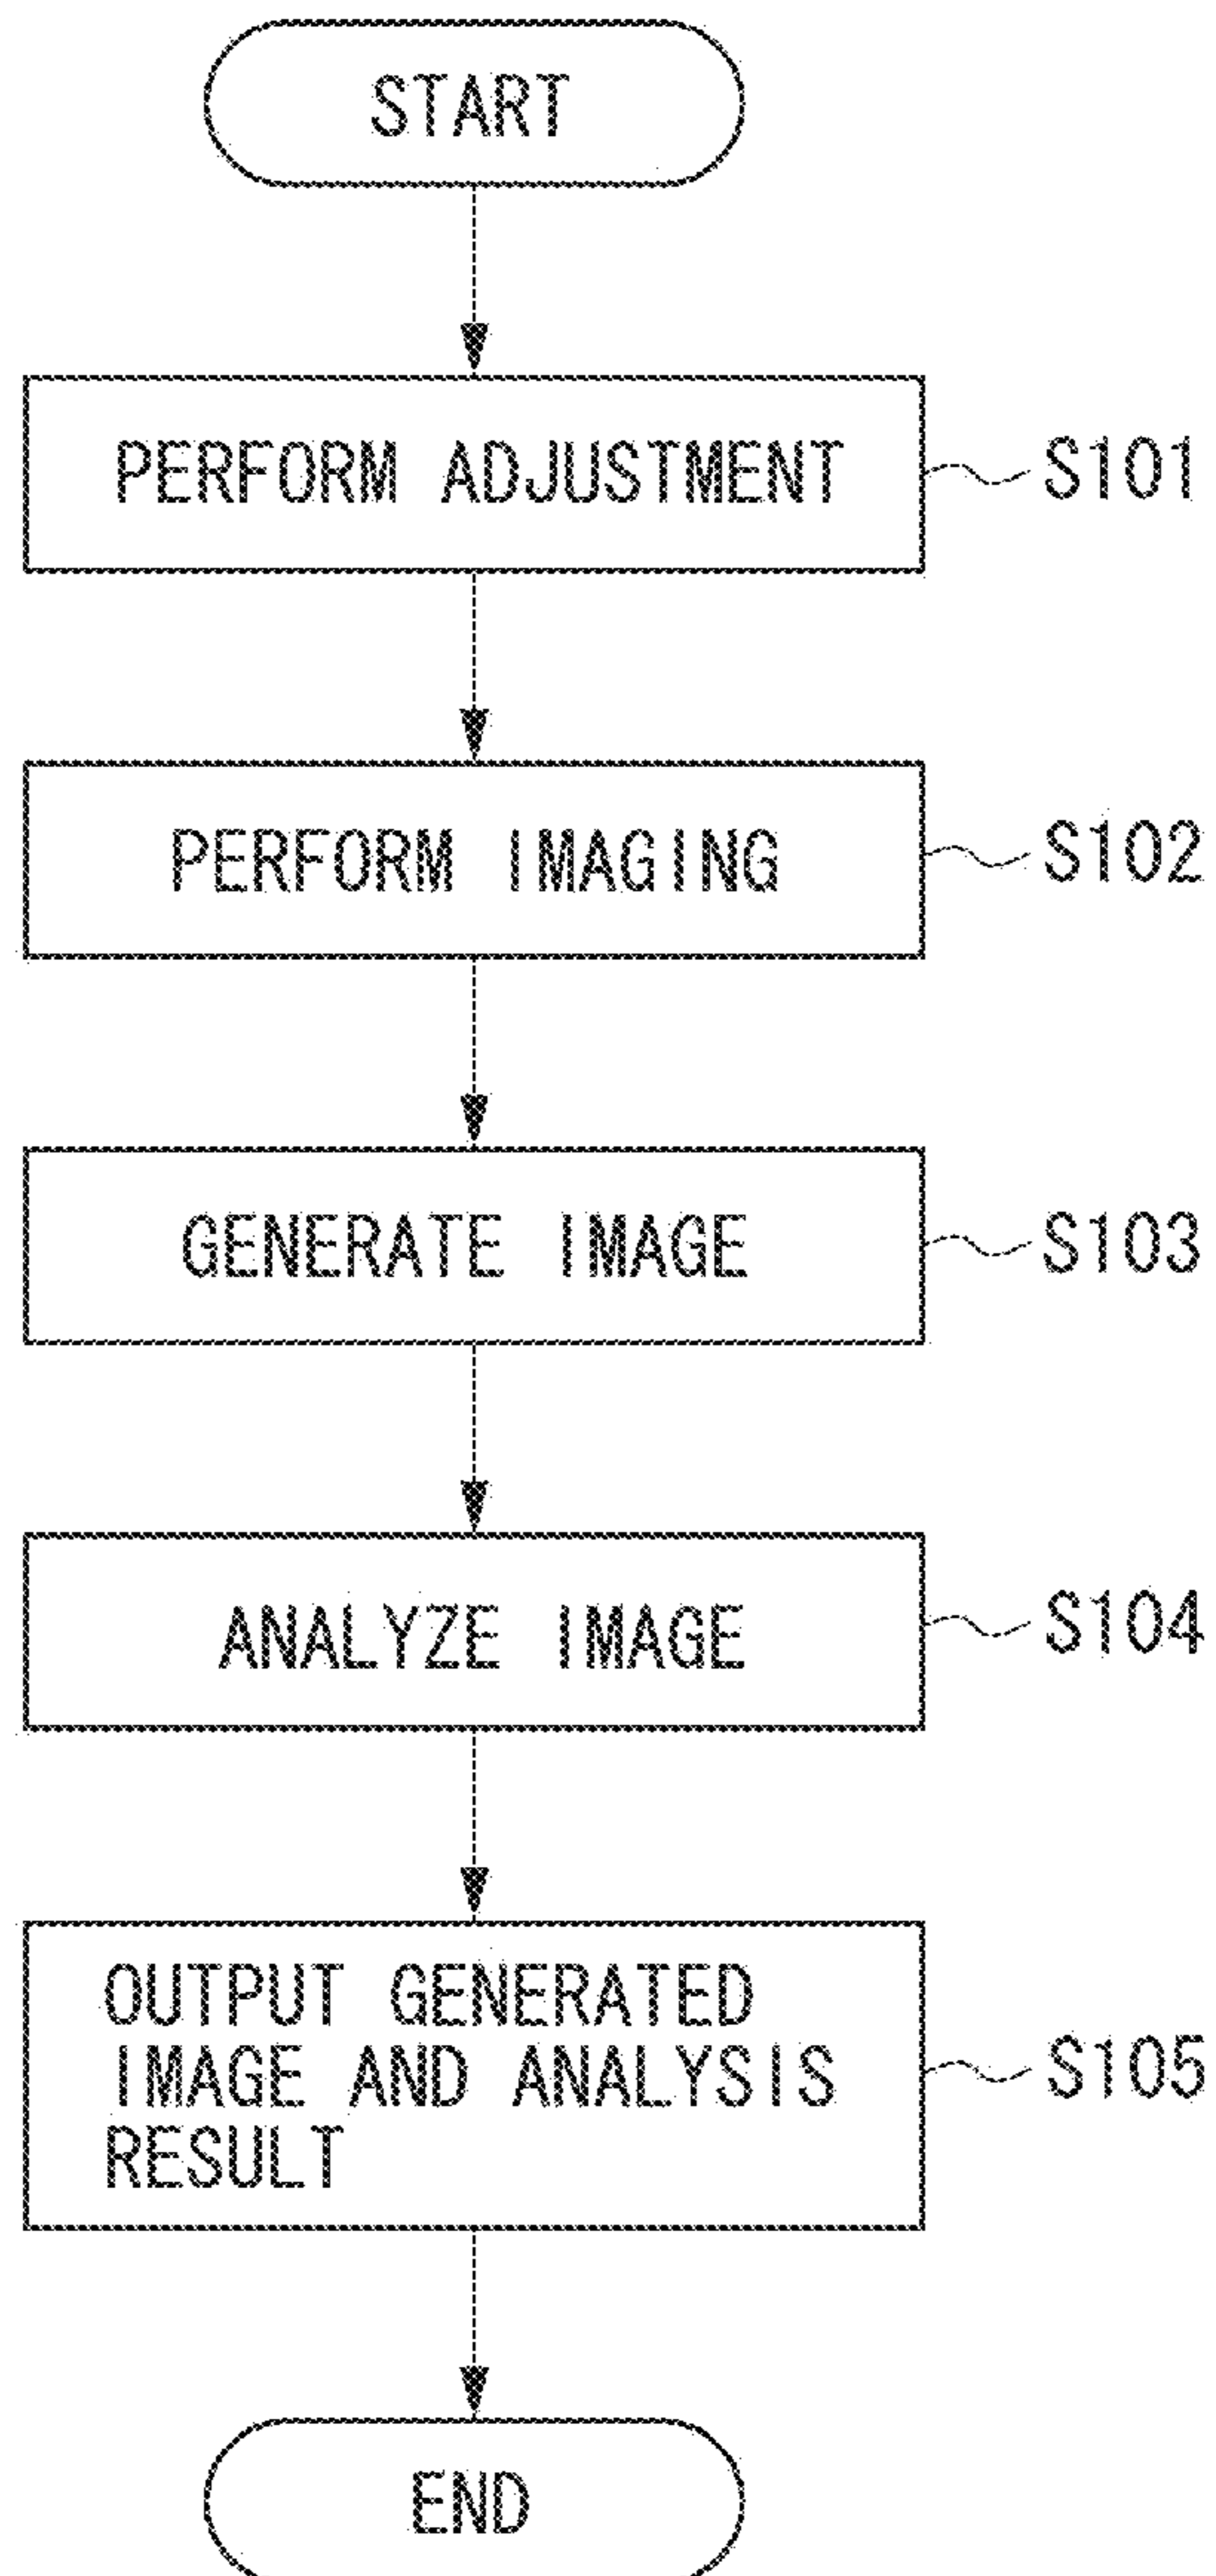 START
PERFORM ADJUSTMENT
S101
PERFORM IMAGING
S102
GENERATE IMAGE
S103
ANALYZE IMAGE
S104
OUTPUT GENERATED
IMAGE AND ANALYSIS
RESULT
S105
END